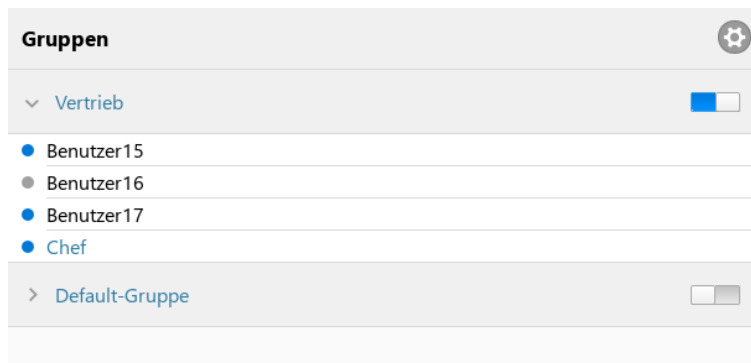 Gruppen
Vertrieb
Benutzer15
Benutzer16
Benutzer17
Chef
Default-Gruppe